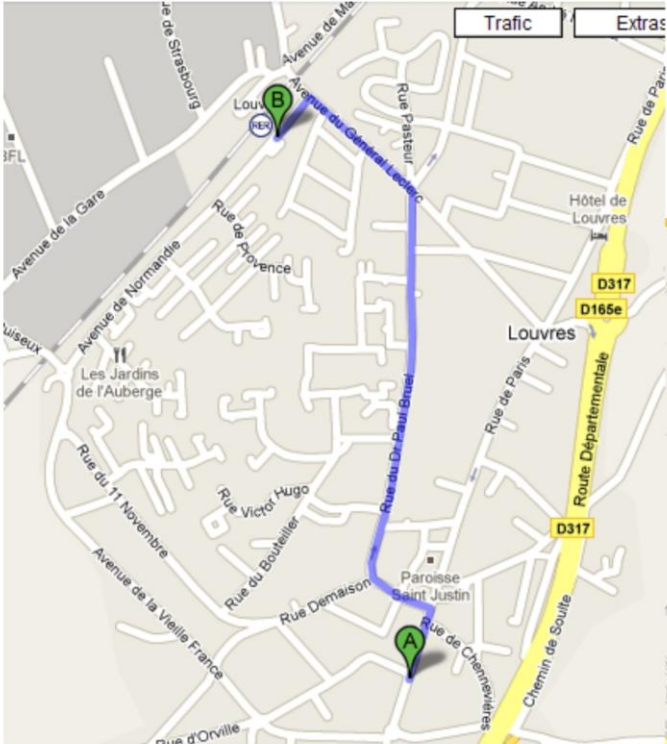 Trafic
Extras
Rue de Strasbourg
Avenue de Ma
Rue de Paris
Louv
B
RER
BFL
Avenue du Général Leclerc
Rue Pasteur
Avenue de la Gare
Rue de Provence
Hôtel de
Louvres
Avenue de Normandie
D317
D165e
Louvres
Puiseux
Les Jardins
de l'Auberge
Rue de Paris
Route Départementale
Rue du Dr Paul Bruel
Rue du 11 Novembre
Rue Victor Hugo
D317
Rue du Bouteiller
Paroisse
Saint Justin
Avenue de la Vieille France
Rue Demaison
A
Rue de Chennevières
Chemin de Soulte
Rue d'Orville